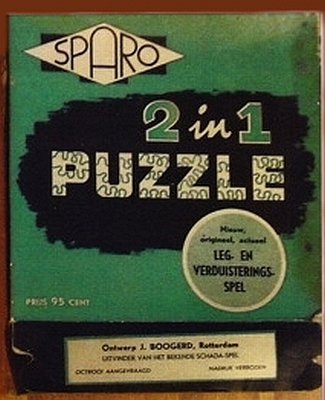 SPARO
2 in 1
PUZZLE
Nieuw,
origineel, actueel
LEG- EN
VERDUISTERINGS-
SPEL
PRIJS 95 CENT
Ontwerp J. BOOGERD, Rotterdam
UITVINDER VAN HET BEKENDE SCHADA-SPEL
OCTROOI AANGEVRAAGD NADRUK VERBODEN